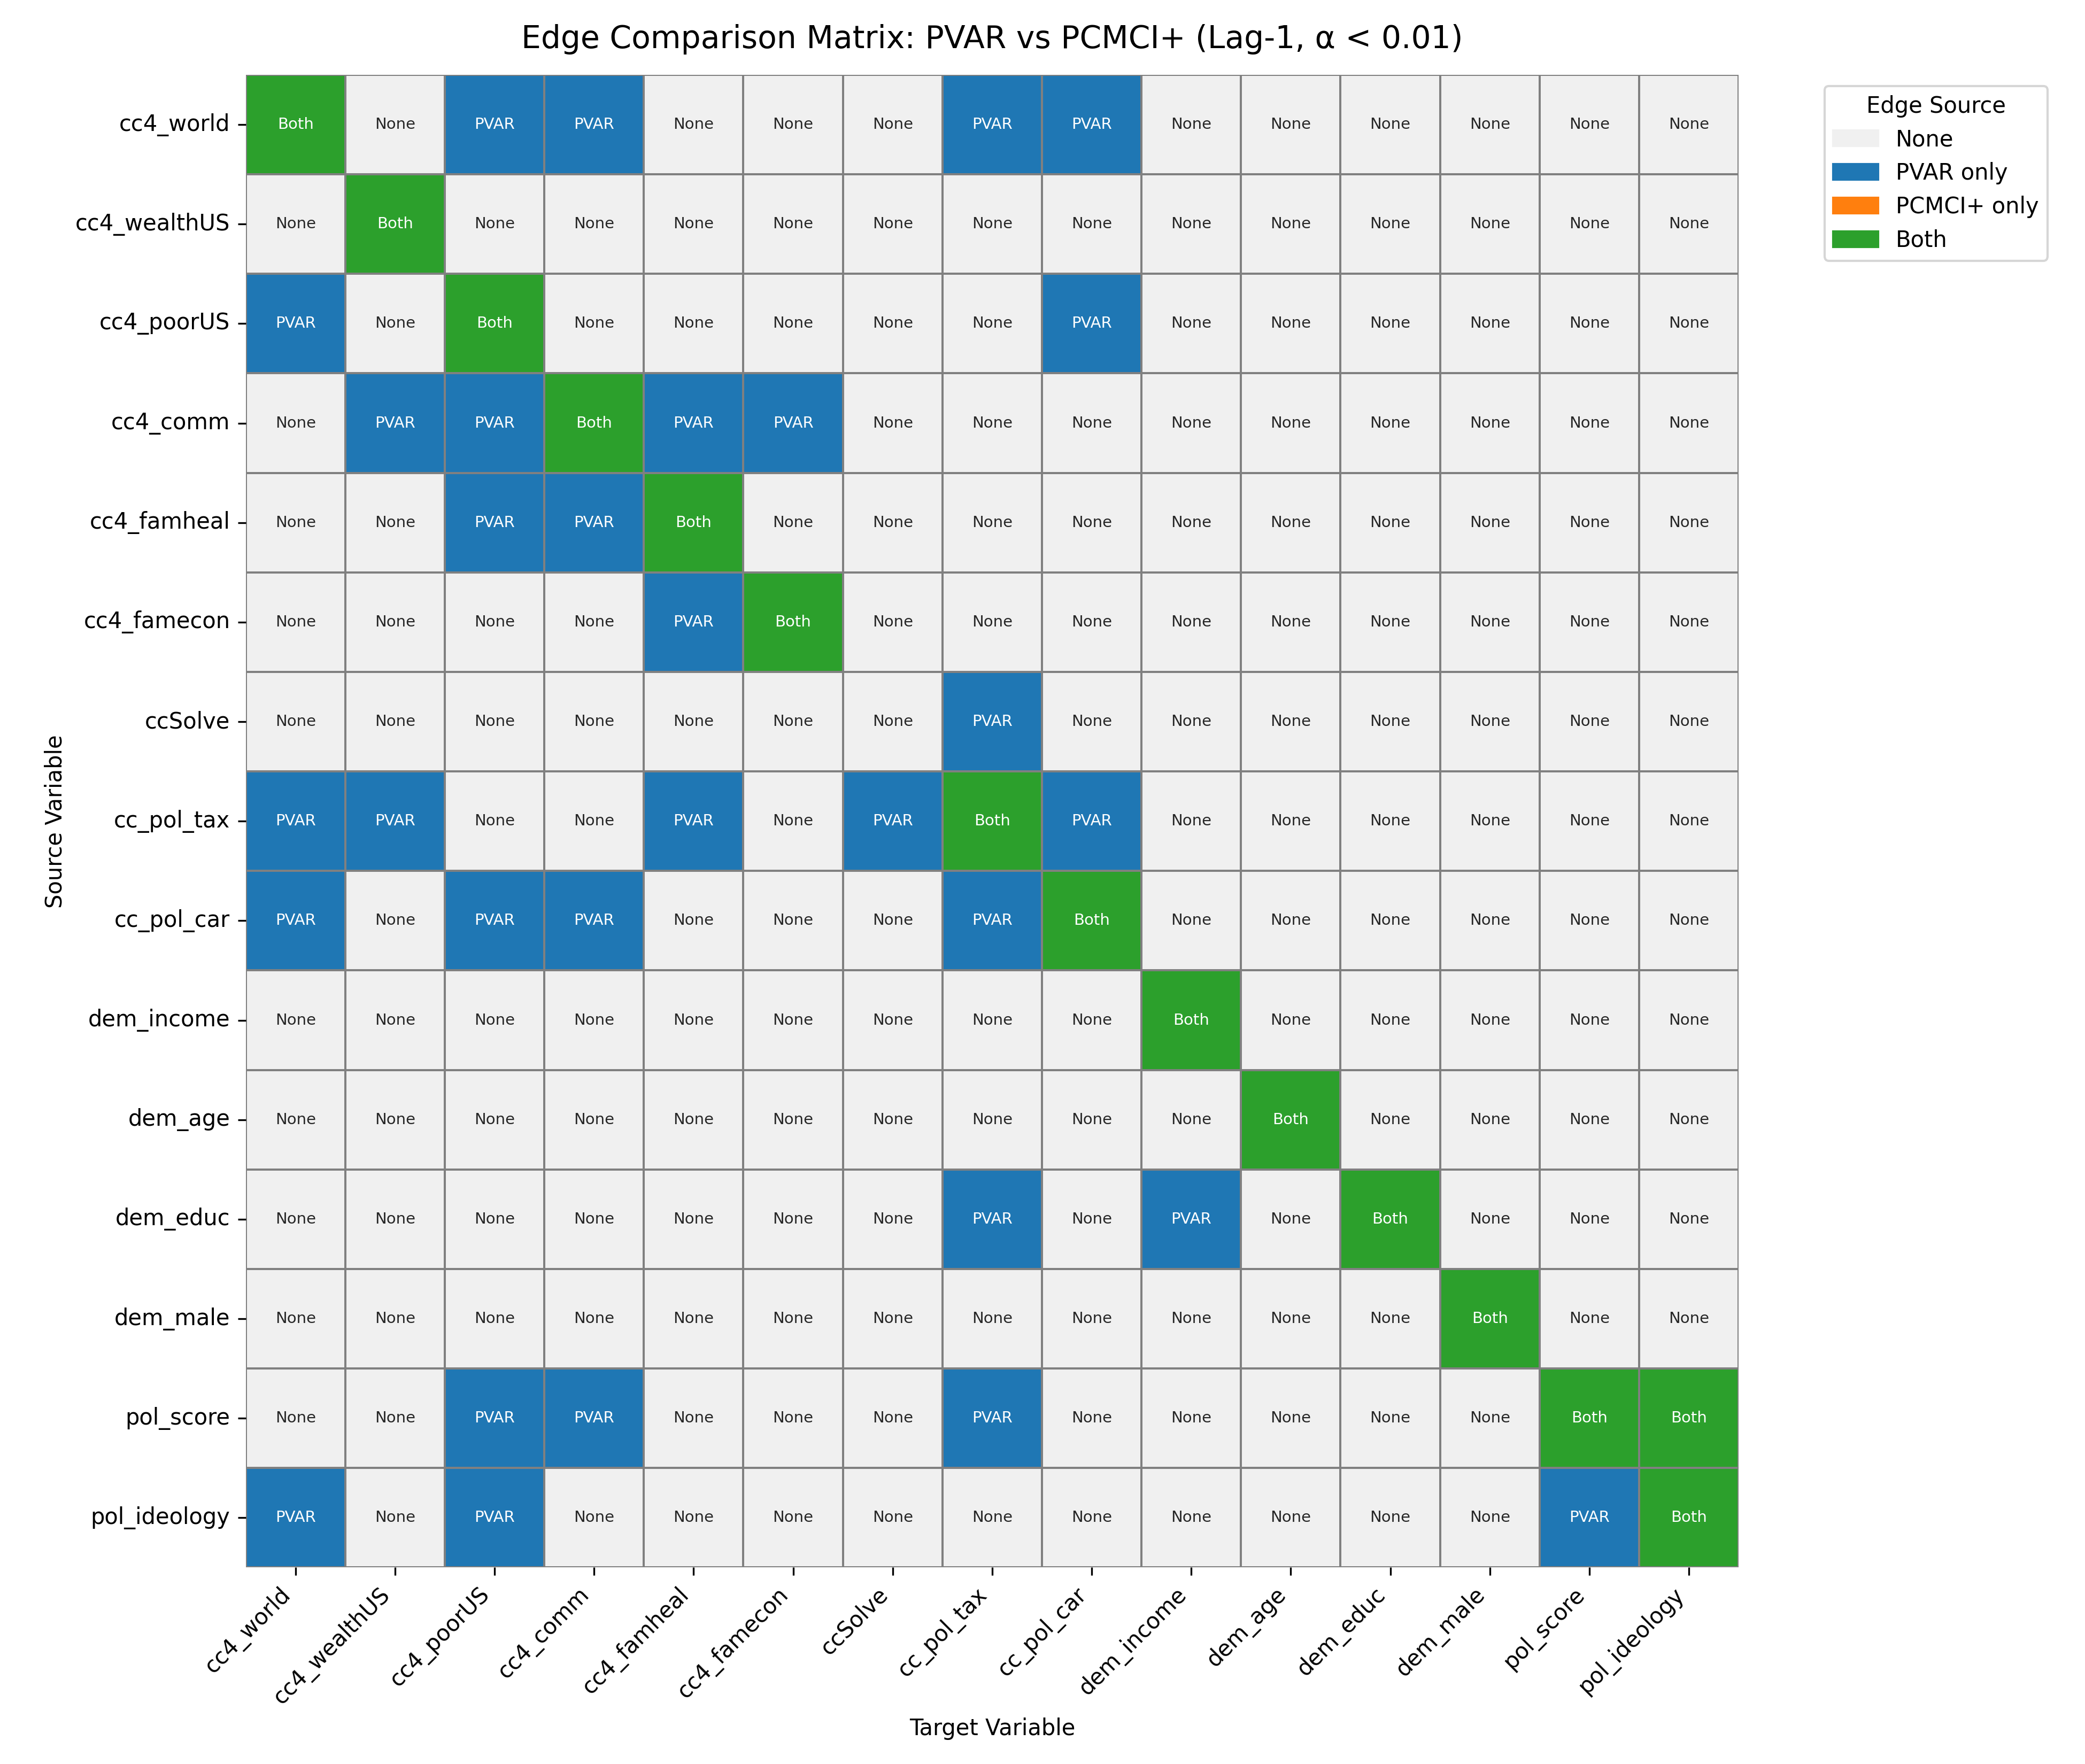 Edge Comparison Matrix: PVAR vs PCMCI+ (Lag-1, α < 0.01)
Edge Source
None
PVAR only
PCMCI+ only
Both
Source Variable
cc4_world Both None PVAR PVAR None None None PVAR PVAR None None None None None None
cc4_wealthUS None Both None None None None None None None None None None None None None
cc4_poorUS PVAR None Both None None None None None PVAR None None None None None None
cc4_comm None PVAR PVAR Both PVAR PVAR None None None None None None None None None
cc4_famheal None None PVAR PVAR Both None None None None None None None None None None
cc4_famecon None None None None PVAR Both None None None None None None None None None
ccSolve None None None None None None None PVAR None None None None None None None
cc_pol_tax PVAR PVAR None None PVAR None PVAR Both PVAR None None None None None None
cc_pol_car PVAR None PVAR PVAR None None None PVAR Both None None None None None None
dem_income None None None None None None None None None Both None None None None None
dem_age None None None None None None None None None None Both None None None None
dem_educ None None None None None None None PVAR None PVAR None Both None None None
dem_male None None None None None None None None None None None None Both None None
pol_score None None PVAR PVAR None None None PVAR None None None None None Both Both
pol_ideology PVAR None PVAR None None None None None None None None None None PVAR Both
cc4_world cc4_wealthUS cc4_poorUS cc4_comm cc4_famheal cc4_famecon ccSolve cc_pol_tax cc_pol_car dem_income dem_age dem_educ dem_male pol_score pol_ideology
Target Variable